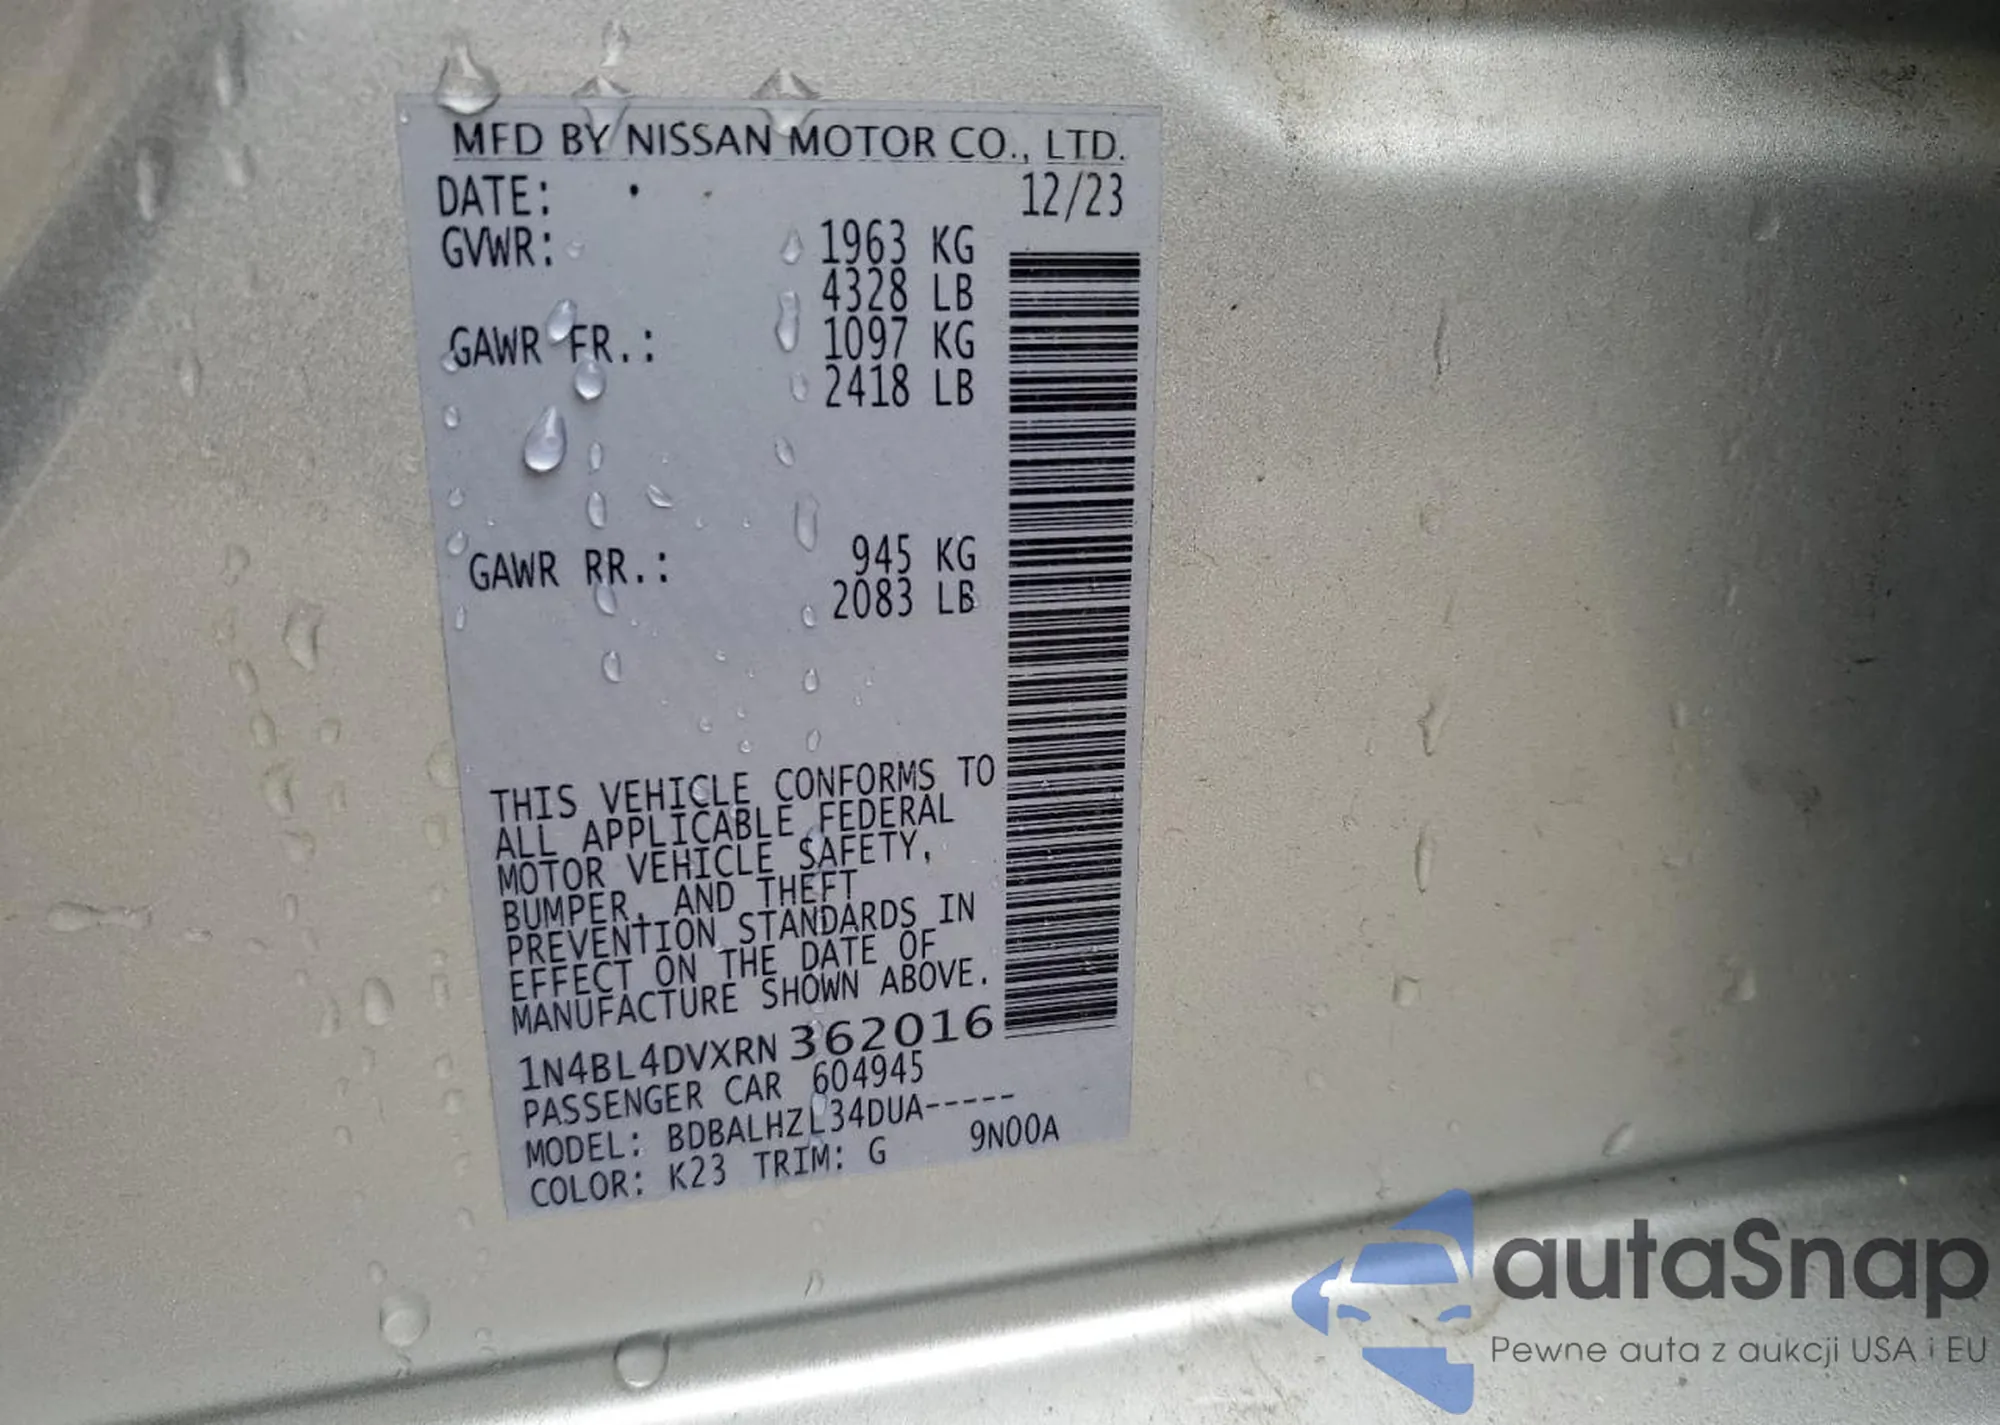 MFD BY NISSAN MOTOR CO., LTD.
DATE: 12/23
GVWR: 1963 KG
4328 LB
GAWR FR.: 1097 KG
2418 LB
GAWR RR.: 945 KG
2083 LB
THIS VEHICLE CONFORMS TO
ALL APPLICABLE FEDERAL
MOTOR VEHICLE SAFETY,
BUMPER, AND THEFT
PREVENTION STANDARDS IN
EFFECT ON THE DATE OF
MANUFACTURE SHOWN ABOVE.
1N4BL4DVXRN362016
PASSENGER CAR 604945
MODEL: BDBALHZL34DUA-----
COLOR: K23 TRIM: G 9N00A
autaSnap
Pewne auta z aukcji USA i EU